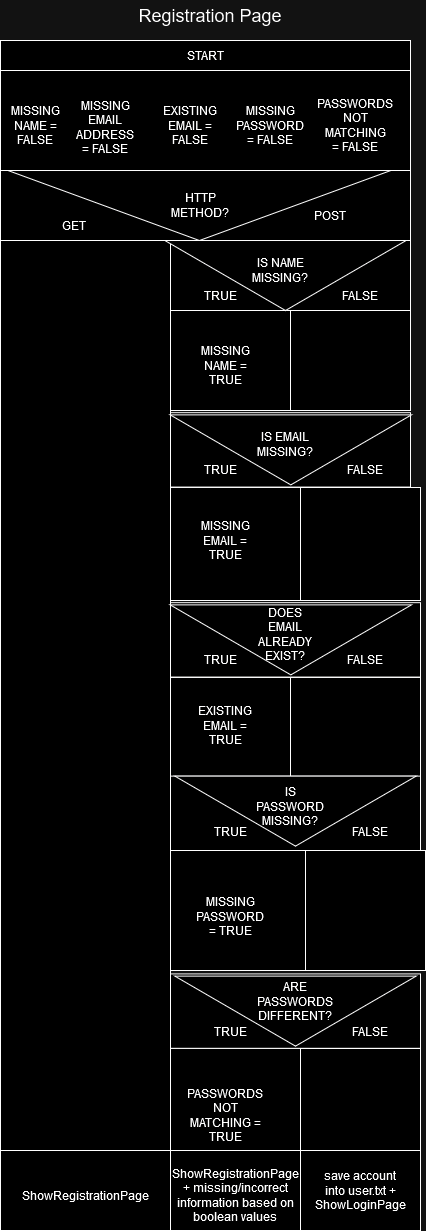 Registration Page
START
MISSING
NAME =
FALSE
MISSING
EMAIL
ADDRESS
= FALSE
EXISTING
EMAIL =
FALSE
MISSING
PASSWORD
= FALSE
PASSWORDS
NOT
MATCHING
= FALSE
HTTP
METHOD?
GET
POST
IS NAME
MISSING?
TRUE
FALSE
MISSING
NAME =
TRUE
IS EMAIL
MISSING?
TRUE
FALSE
MISSING
EMAIL =
TRUE
DOES
EMAIL
ALREADY
EXIST?
TRUE
FALSE
EXISTING
EMAIL =
TRUE
IS
PASSWORD
MISSING?
TRUE
FALSE
MISSING
PASSWORD
= TRUE
ARE
PASSWORDS
DIFFERENT?
TRUE
FALSE
PASSWORDS
NOT
MATCHING =
TRUE
ShowRegistrationPage
ShowRegistrationPage
+ missing/incorrect
information based on
boolean values
save account
into user.txt +
ShowLoginPage